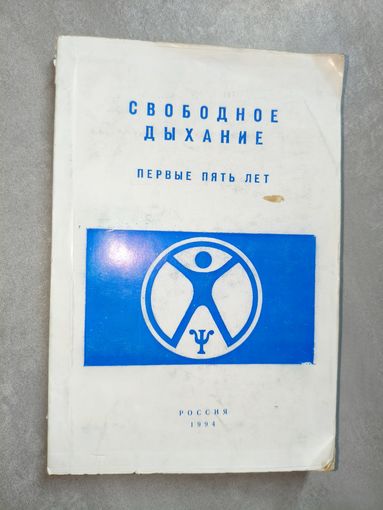 СВОБОДНОЕ
ДЫХАНИЕ
ПЕРВЫЕ ПЯТЬ ЛЕТ
Ψ
РОССИЯ
1994